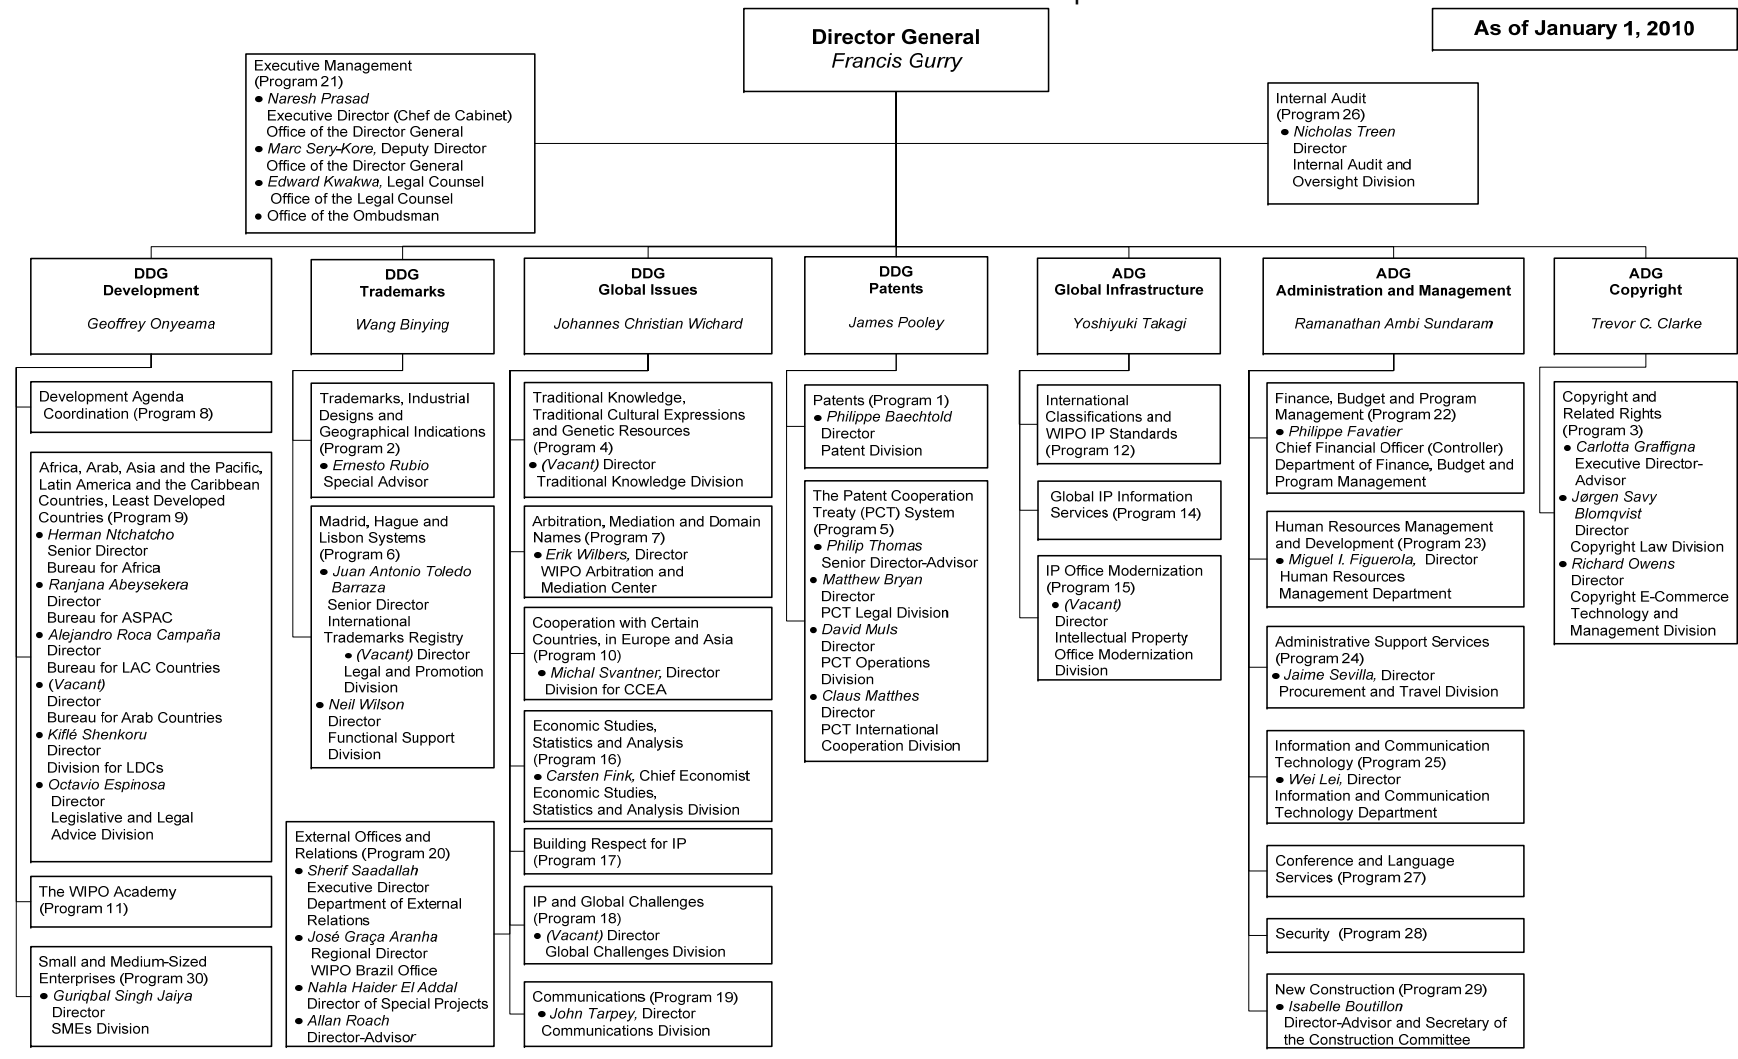 Director General
Francis Gurry
As of January 1, 2010
Executive Management
(Program 21)
● Naresh Prasad
Executive Director (Chef de Cabinet)
Office of the Director General
● Marc Sery-Kore, Deputy Director
Office of the Director General
● Edward Kwakwa, Legal Counsel
Office of the Legal Counsel
● Office of the Ombudsman
Internal Audit
(Program 26)
● Nicholas Treen
Director
Internal Audit and
Oversight Division
DDG
Development
Geoffrey Onyeama
Development Agenda
Coordination (Program 8)
Africa, Arab, Asia and the Pacific,
Latin America and the Caribbean
Countries, Least Developed
Countries (Program 9)
● Herman Ntchatcho
Senior Director
Bureau for Africa
● Ranjana Abeysekera
Director
Bureau for ASPAC
● Alejandro Roca Campaña
Director
Bureau for LAC Countries
● (Vacant)
Director
Bureau for Arab Countries
● Kiflé Shenkoru
Director
Division for LDCs
● Octavio Espinosa
Director
Legislative and Legal
Advice Division
The WIPO Academy
(Program 11)
Small and Medium-Sized
Enterprises (Program 30)
● Guriqbal Singh Jaiya
Director
SMEs Division
DDG
Trademarks
Wang Binying
Trademarks, Industrial
Designs and
Geographical Indications
(Program 2)
● Ernesto Rubio
Special Advisor
Madrid, Hague and
Lisbon Systems
(Program 6)
● Juan Antonio Toledo
Barraza
Senior Director
International
Trademarks Registry
● (Vacant) Director
Legal and Promotion
Division
● Neil Wilson
Director
Functional Support
Division
External Offices and
Relations (Program 20)
● Sherif Saadallah
Executive Director
Department of External
Relations
● José Graça Aranha
Regional Director
WIPO Brazil Office
● Nahla Haider El Addal
Director of Special Projects
● Allan Roach
Director-Advisor
DDG
Global Issues
Johannes Christian Wichard
Traditional Knowledge,
Traditional Cultural Expressions
and Genetic Resources
(Program 4)
● (Vacant) Director
Traditional Knowledge Division
Arbitration, Mediation and Domain
Names (Program 7)
● Erik Wilbers, Director
WIPO Arbitration and
Mediation Center
Cooperation with Certain
Countries, in Europe and Asia
(Program 10)
● Michal Svantner, Director
Division for CCEA
Economic Studies,
Statistics and Analysis
(Program 16)
● Carsten Fink, Chief Economist
Economic Studies,
Statistics and Analysis Division
Building Respect for IP
(Program 17)
IP and Global Challenges
(Program 18)
● (Vacant) Director
Global Challenges Division
Communications (Program 19)
● John Tarpey, Director
Communications Division
DDG
Patents
James Pooley
Patents (Program 1)
● Philippe Baechtold
Director
Patent Division
The Patent Cooperation
Treaty (PCT) System
(Program 5)
● Philip Thomas
Senior Director-Advisor
● Matthew Bryan
Director
PCT Legal Division
● David Muls
Director
PCT Operations
Division
● Claus Matthes
Director
PCT International
Cooperation Division
ADG
Global Infrastructure
Yoshiyuki Takagi
International
Classifications and
WIPO IP Standards
(Program 12)
Global IP Information
Services (Program 14)
IP Office Modernization
(Program 15)
● (Vacant)
Director
Intellectual Property
Office Modernization
Division
ADG
Administration and Management
Ramanathan Ambi Sundaram
Finance, Budget and Program
Management (Program 22)
● Philippe Favatier
Chief Financial Officer (Controller)
Department of Finance, Budget and
Program Management
Human Resources Management
and Development (Program 23)
● Miguel I. Figuerola, Director
Human Resources
Management Department
Administrative Support Services
(Program 24)
● Jaime Sevilla, Director
Procurement and Travel Division
Information and Communication
Technology (Program 25)
● Wei Lei, Director
Information and Communication
Technology Department
Conference and Language
Services (Program 27)
Security (Program 28)
New Construction (Program 29)
● Isabelle Boutillon
Director-Advisor and Secretary of
the Construction Committee
ADG
Copyright
Trevor C. Clarke
Copyright and
Related Rights
(Program 3)
● Carlotta Graffigna
Executive Director-
Advisor
● Jørgen Savy
Blomqvist
Director
Copyright Law Division
● Richard Owens
Director
Copyright E-Commerce
Technology and
Management Division